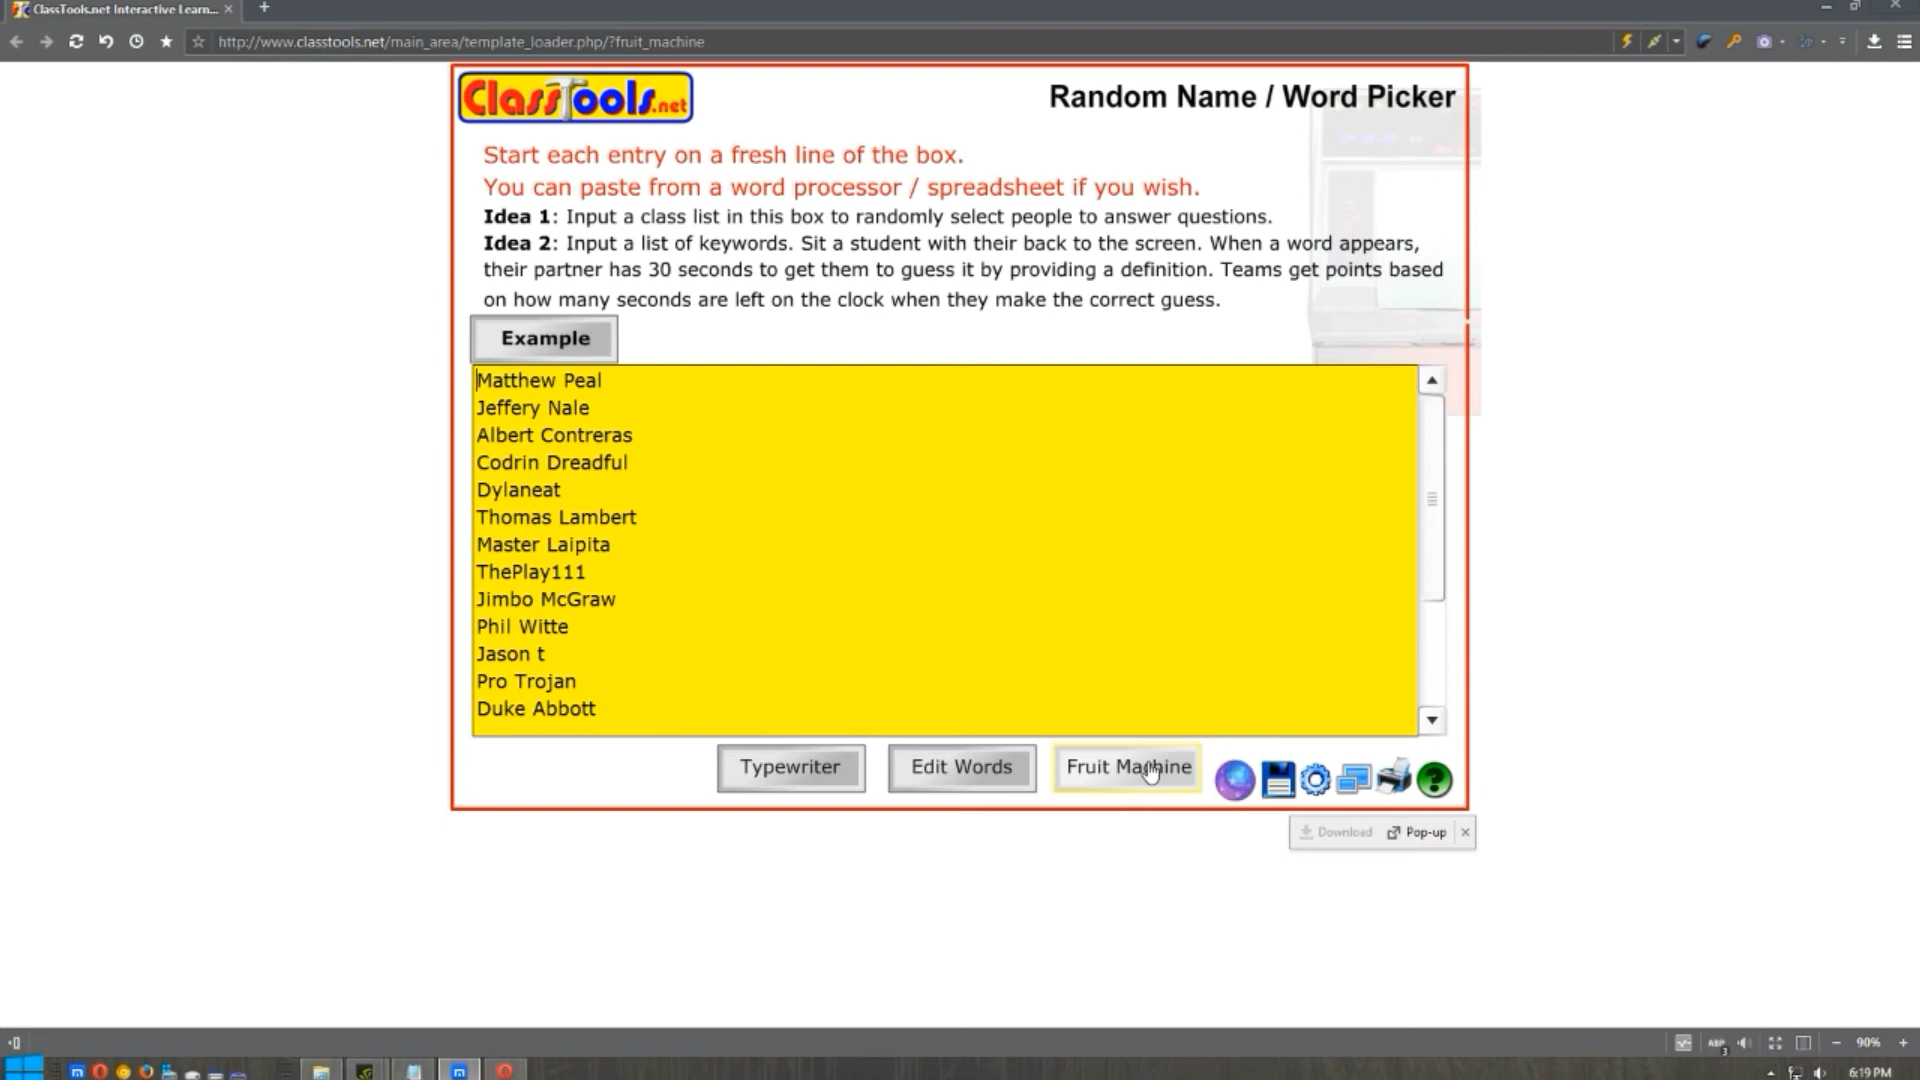 ClassTools.net Interactive Learn...
http://www.classtools.net/main_area/template_loader.php/?fruit_machine
ClassTools.net
Random Name / Word Picker
Start each entry on a fresh line of the box.
You can paste from a word processor / spreadsheet if you wish.
Idea 1: Input a class list in this box to randomly select people to answer questions.
Idea 2: Input a list of keywords. Sit a student with their back to the screen. When a word appears,
their partner has 30 seconds to get them to guess it by providing a definition. Teams get points based
on how many seconds are left on the clock when they make the correct guess.
Example
Matthew Peal
Jeffery Nale
Albert Contreras
Codrin Dreadful
Dylaneat
Thomas Lambert
Master Laipita
ThePlay111
Jimbo McGraw
Phil Witte
Jason t
Pro Trojan
Duke Abbott
Typewriter
Edit Words
Fruit Machine
Download
Pop-up
90%
6:19 PM